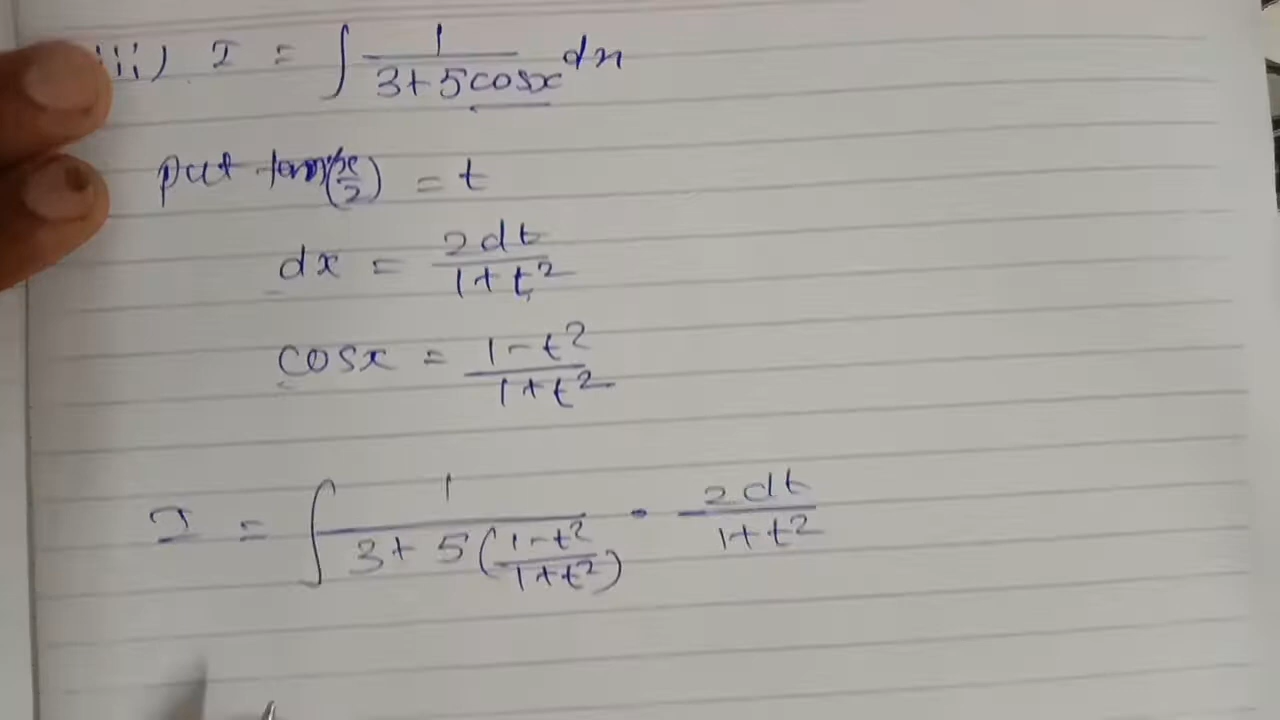 iii) I = ∫ 1/(3+5cosx) dx
put tan(x/2) = t
dx = 2dt/(1+t²)
cosx = (1-t²)/(1+t²)
I = ∫ 1/(3+5((1-t²)/(1+t²))) · 2dt/(1+t²)